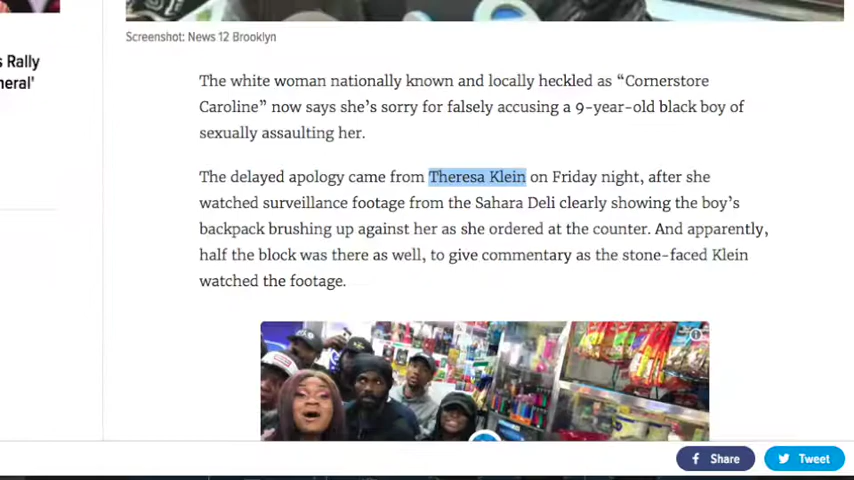 Screenshot: News 12 Brooklyn
s Rally
neral'
The white woman nationally known and locally heckled as “Cornerstore
Caroline” now says she’s sorry for falsely accusing a 9-year-old black boy of
sexually assaulting her.
The delayed apology came from Theresa Klein on Friday night, after she
watched surveillance footage from the Sahara Deli clearly showing the boy’s
backpack brushing up against her as she ordered at the counter. And apparently,
half the block was there as well, to give commentary as the stone-faced Klein
watched the footage.
Share
Tweet